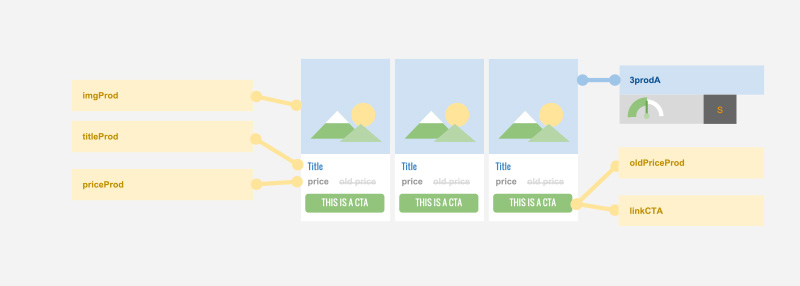 imgProd
titleProd
priceProd
Title
price old price
THIS IS A CTA
Title
price old price
THIS IS A CTA
Title
price old price
THIS IS A CTA
3prodA
S
oldPriceProd
linkCTA